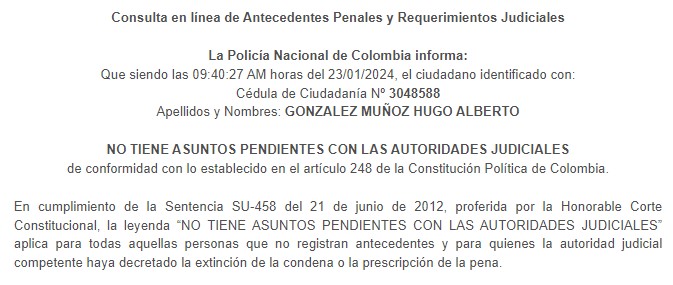 Consulta en línea de Antecedentes Penales y Requerimientos Judiciales
La Policía Nacional de Colombia informa:
Que siendo las 09:40:27 AM horas del 23/01/2024, el ciudadano identificado con:
Cédula de Ciudadanía Nº 3048588
Apellidos y Nombres: GONZALEZ MUÑOZ HUGO ALBERTO
NO TIENE ASUNTOS PENDIENTES CON LAS AUTORIDADES JUDICIALES
de conformidad con lo establecido en el artículo 248 de la Constitución Política de Colombia.
En cumplimiento de la Sentencia SU-458 del 21 de junio de 2012, proferida por la Honorable Corte
Constitucional, la leyenda “NO TIENE ASUNTOS PENDIENTES CON LAS AUTORIDADES JUDICIALES”
aplica para todas aquellas personas que no registran antecedentes y para quienes la autoridad judicial
competente haya decretado la extinción de la condena o la prescripción de la pena.